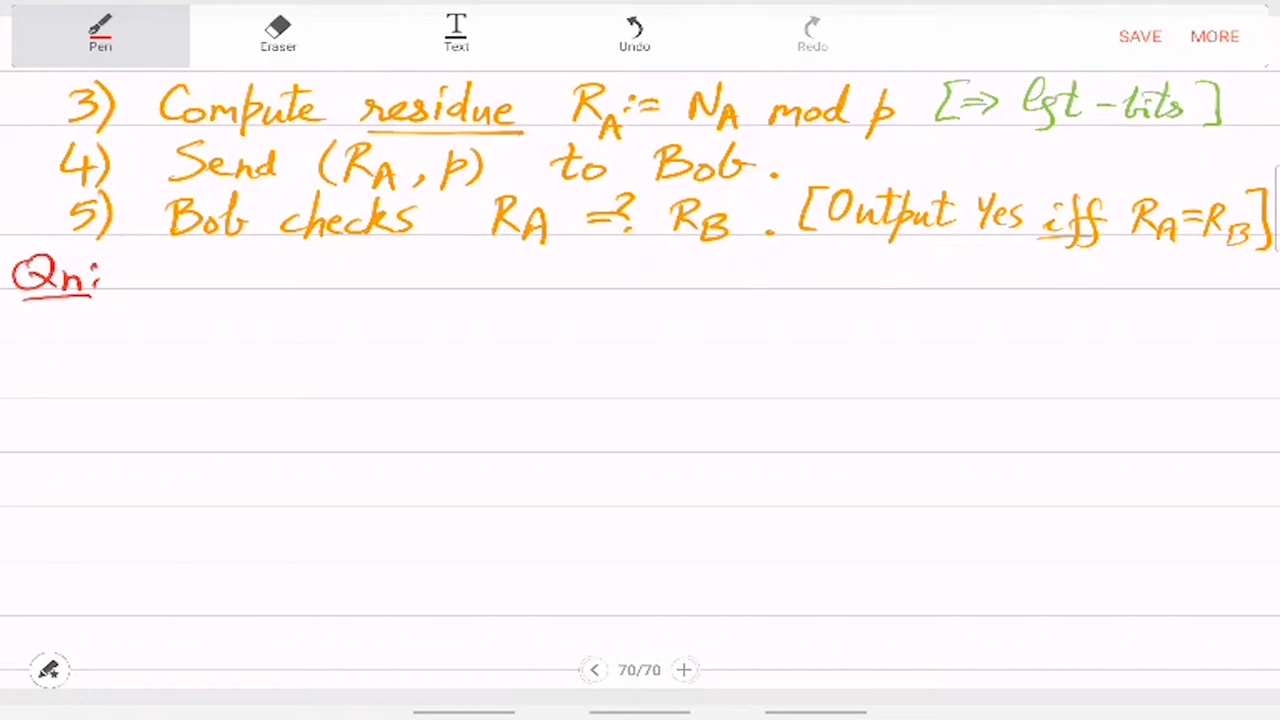 Pen Eraser Text Undo Redo SAVE MORE
3) Compute residue R_A := N_A mod p [=> lgt-bits]
4) Send (R_A, p) to Bob.
5) Bob checks R_A =? R_B. [Output Yes iff R_A=R_B]
Qn:
70/70